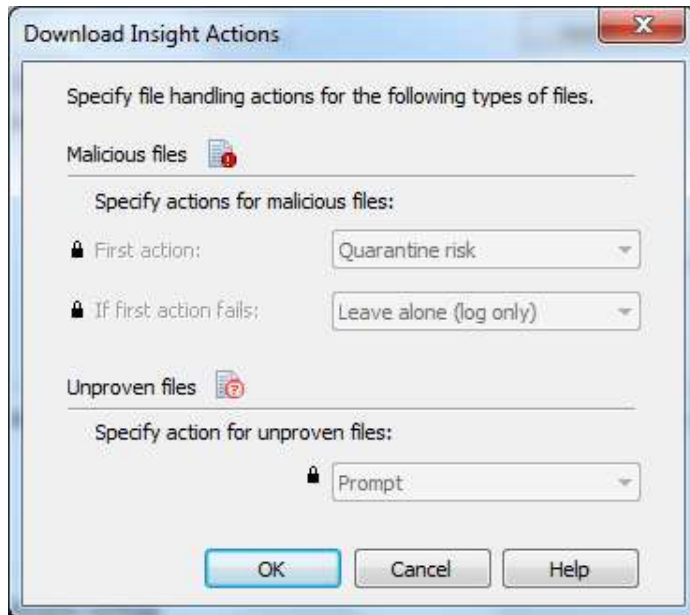 Download Insight Actions
Specify file handling actions for the following types of files.
Malicious files
Specify actions for malicious files:
First action: Quarantine risk
If first action fails: Leave alone (log only)
Unproven files
Specify action for unproven files:
Prompt
OK Cancel Help